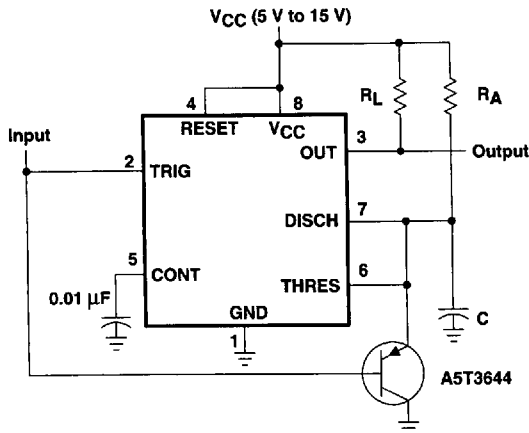 VCC (5 V to 15 V)
4
8
RL
RA
RESET
VCC
Input
3
OUT
Output
2
TRIG
7
DISCH
5
CONT
6
THRES
0.01 µF
GND
C
1
A5T3644